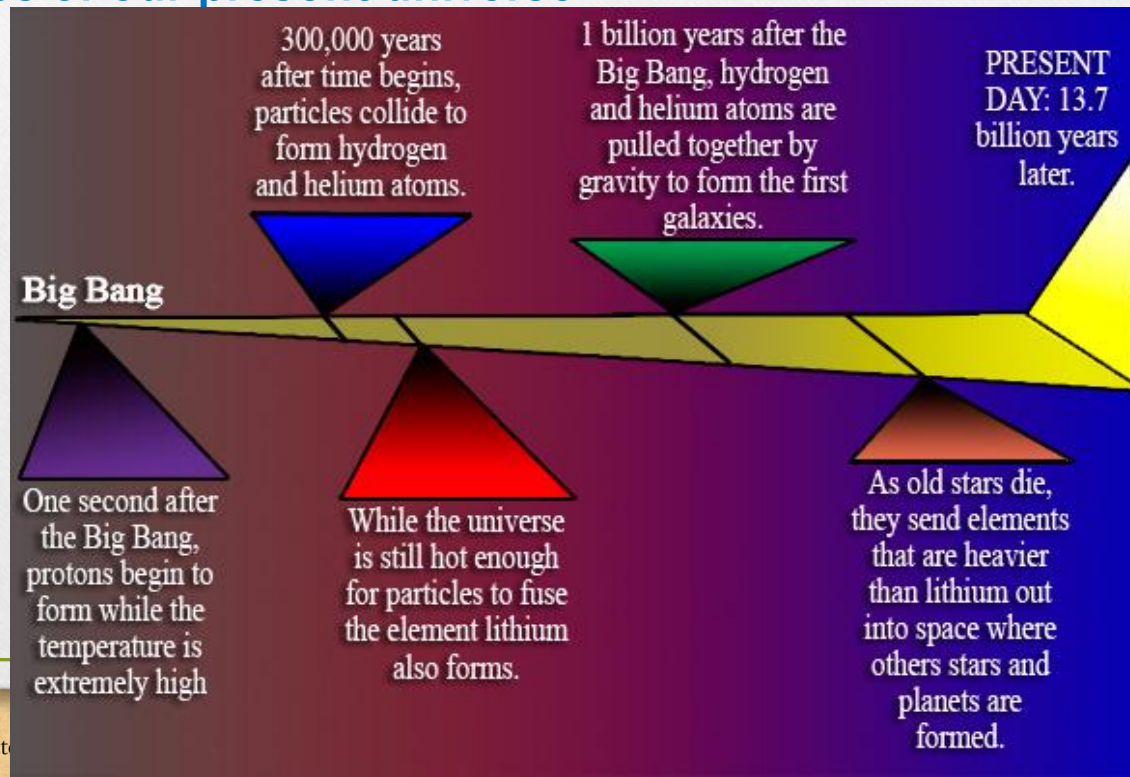 of our present universe
300,000 years
after time begins,
particles collide to
form hydrogen
and helium atoms.
1 billion years after the
Big Bang, hydrogen
and helium atoms are
pulled together by
gravity to form the first
galaxies.
PRESENT
DAY: 13.7
billion years
later.
Big Bang
One second after
the Big Bang,
protons begin to
form while the
temperature is
extremely high
While the universe
is still hot enough
for particles to fuse
the element lithium
also forms.
As old stars die,
they send elements
that are heavier
than lithium out
into space where
others stars and
planets are
formed.